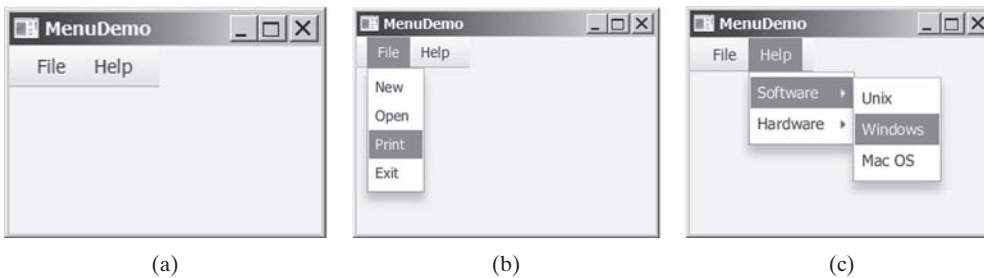 MenuDemo
File Help
MenuDemo
File Help
New
Open
Print
Exit
MenuDemo
File Help
Software
Hardware
Unix
Windows
Mac OS
(a) (b) (c)